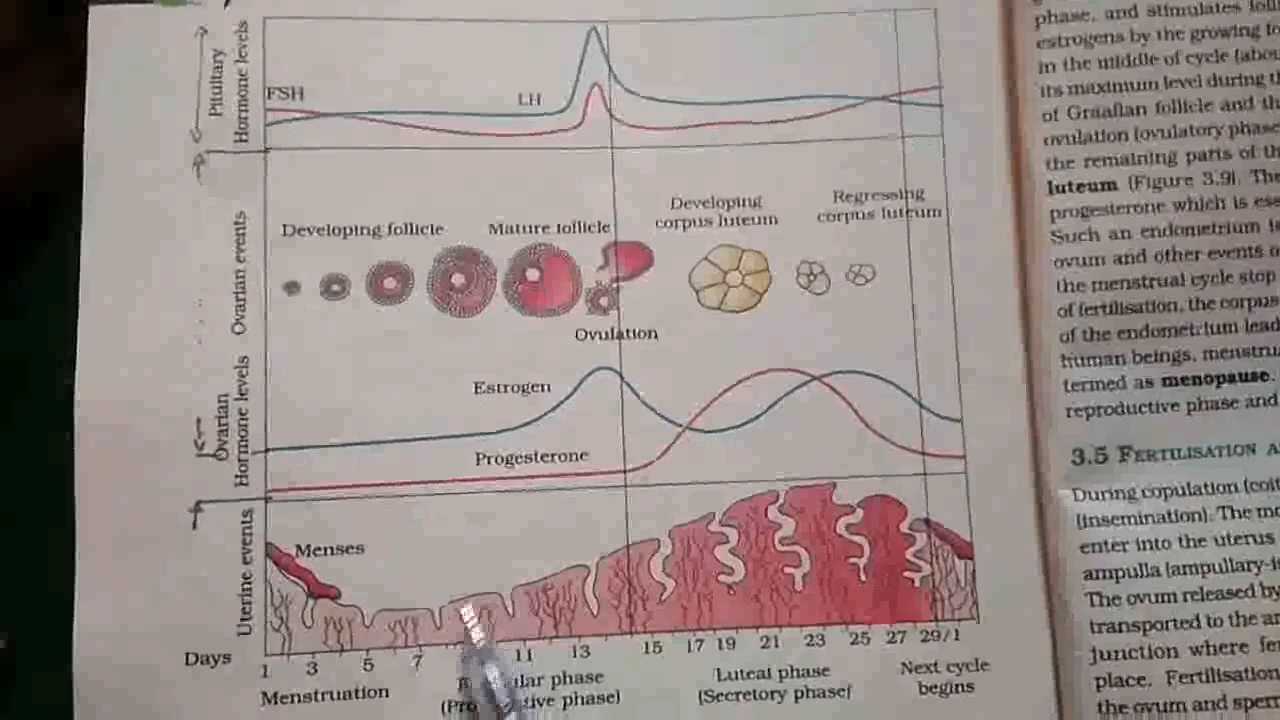 Pituitary
Hormone levels
FSH
LH
Ovarian events
Developing follicle
Mature follicle
Developing
corpus luteum
Regressing
corpus luteum
Ovulation
Ovarian
Hormone levels
Estrogen
Progesterone
Uterine events
Menses
Days
1 3 5 7 11 13 15 17 19 21 23 25 27 29/1
Menstruation
lar phase
(Pro tive phase)
Luteal phase
(Secretory phase)
Next cycle
begins
phase, and stimulates
estrogens by the growing
in the middle of cycle
its maximum level during
of Graafian follicle and
ovulation (ovulatory phase
the remaining parts of
luteum (Figure 3.9). The
progesterone which is
Such an endometrium
ovum and other events
the menstrual cycle stop
of fertilisation, the corpus
of the endometrium lead
human beings,
termed as menopause.
reproductive phase and
3.5 FERTILISATION
During copulation
(insemination). The
enter into the uterus
ampulla
The ovum released by
transported to the
junction where
place. Fertilisation
the ovum and